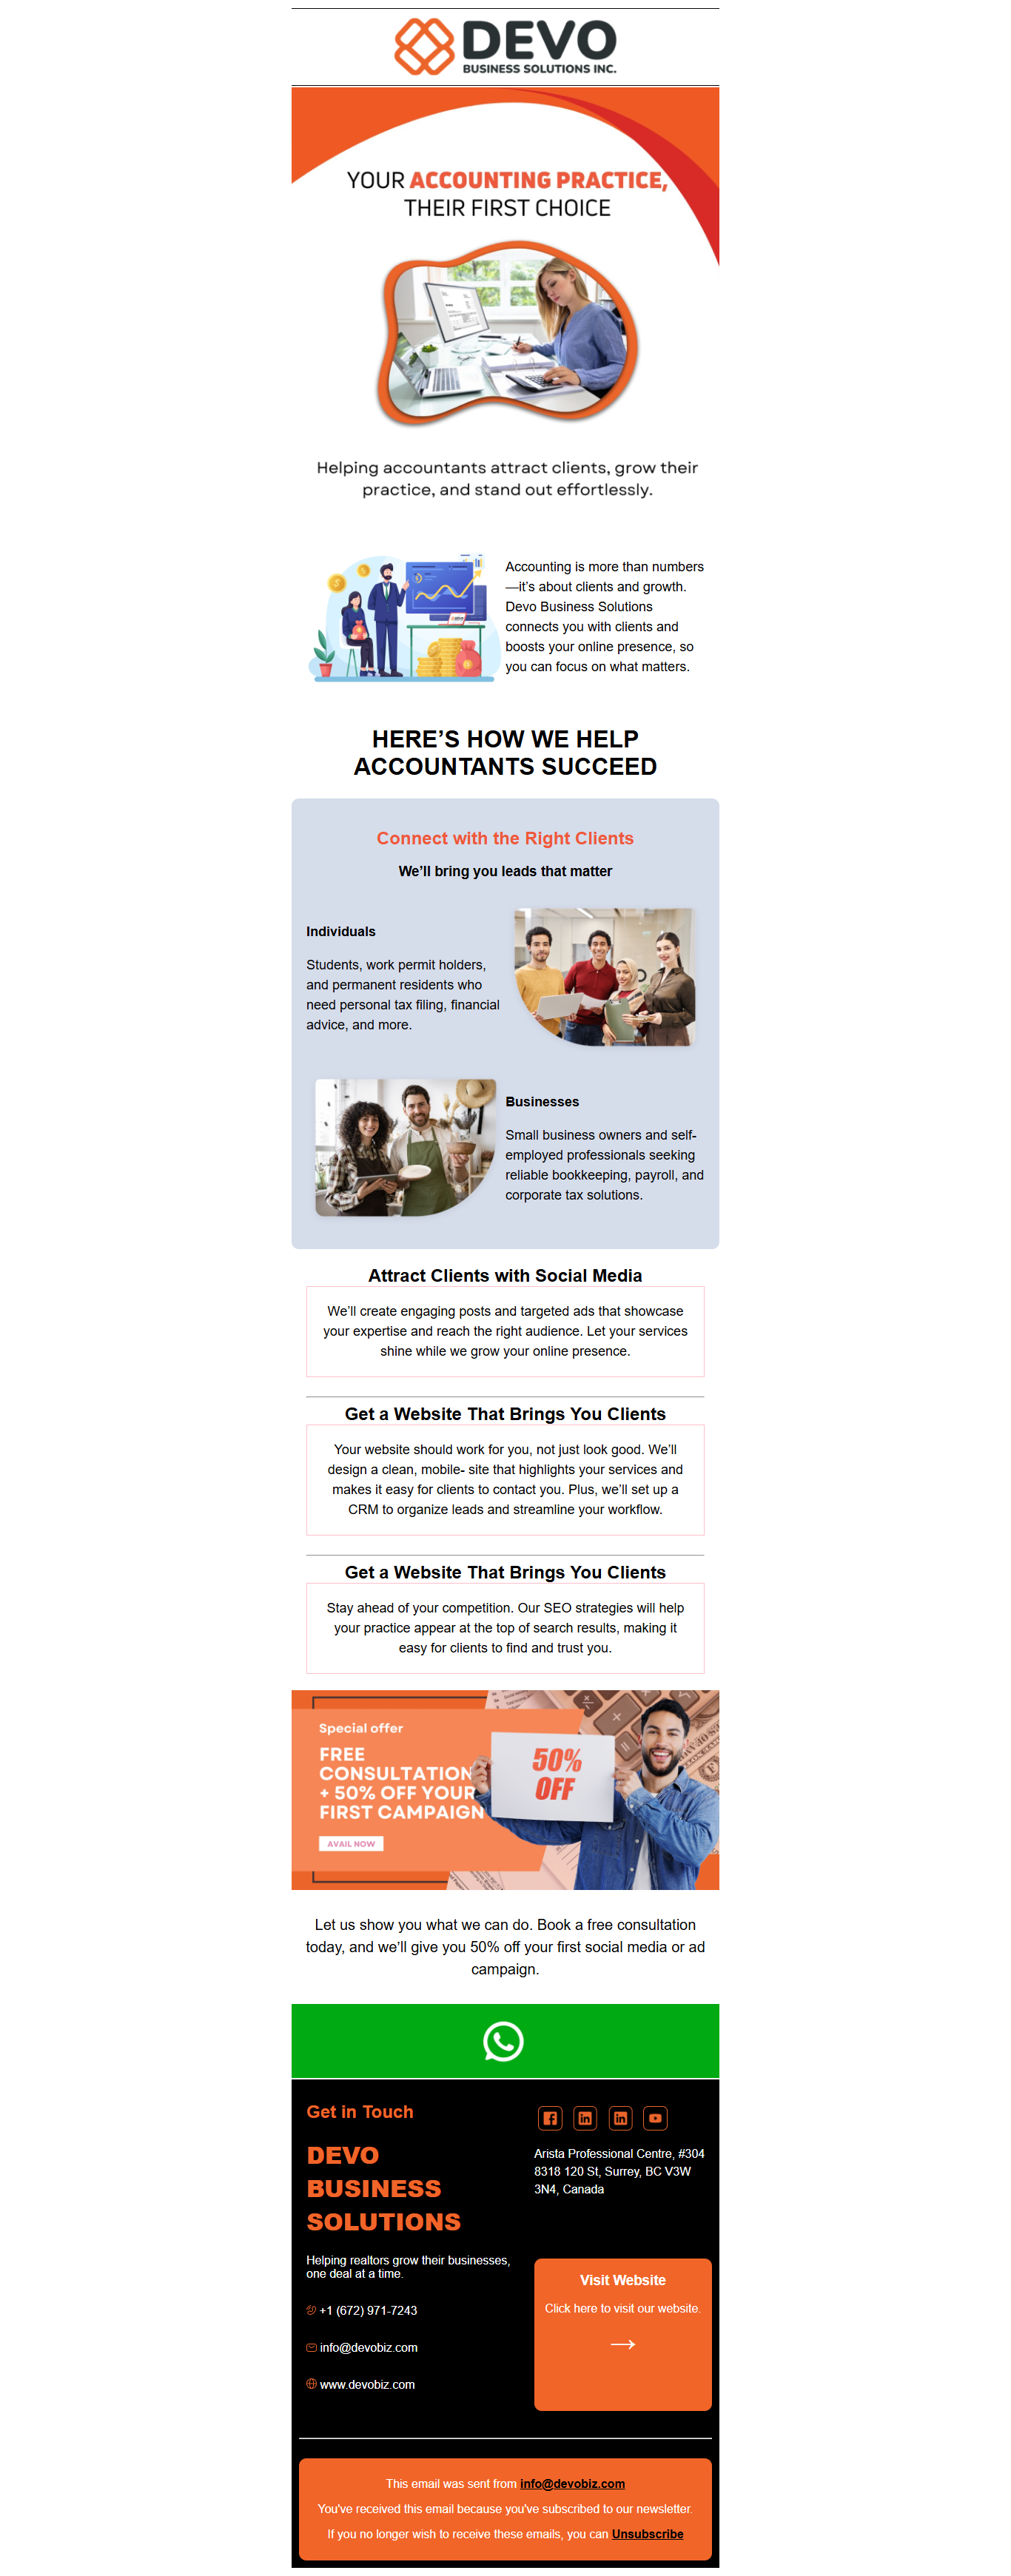 DEVO
BUSINESS SOLUTIONS INC.
YOUR ACCOUNTING PRACTICE,
THEIR FIRST CHOICE
Helping accountants attract clients, grow their
practice, and stand out effortlessly.
Accounting is more than numbers
—it’s about clients and growth.
Devo Business Solutions
connects you with clients and
boosts your online presence, so
you can focus on what matters.
HERE’S HOW WE HELP
ACCOUNTANTS SUCCEED
Connect with the Right Clients
We’ll bring you leads that matter
Individuals
Students, work permit holders,
and permanent residents who
need personal tax filing, financial
advice, and more.
Businesses
Small business owners and self-
employed professionals seeking
reliable bookkeeping, payroll, and
corporate tax solutions.
Attract Clients with Social Media
We’ll create engaging posts and targeted ads that showcase
your expertise and reach the right audience. Let your services
shine while we grow your online presence.
Get a Website That Brings You Clients
Your website should work for you, not just look good. We’ll
design a clean, mobile- site that highlights your services and
makes it easy for clients to contact you. Plus, we’ll set up a
CRM to organize leads and streamline your workflow.
Get a Website That Brings You Clients
Stay ahead of your competition. Our SEO strategies will help
your practice appear at the top of search results, making it
easy for clients to find and trust you.
Special offer
FREE
CONSULTATION
+ 50% OFF YOUR
FIRST CAMPAIGN
AVAIL NOW
50%
OFF
Let us show you what we can do. Book a free consultation
today, and we’ll give you 50% off your first social media or ad
campaign.
Get in Touch
DEVO
BUSINESS
SOLUTIONS
Helping realtors grow their businesses,
one deal at a time.
+1 (672) 971-7243
info@devobiz.com
www.devobiz.com
Arista Professional Centre, #304
8318 120 St, Surrey, BC V3W
3N4, Canada
Visit Website
Click here to visit our website.
→
This email was sent from info@devobiz.com
You've received this email because you've subscribed to our newsletter.
If you no longer wish to receive these emails, you can Unsubscribe